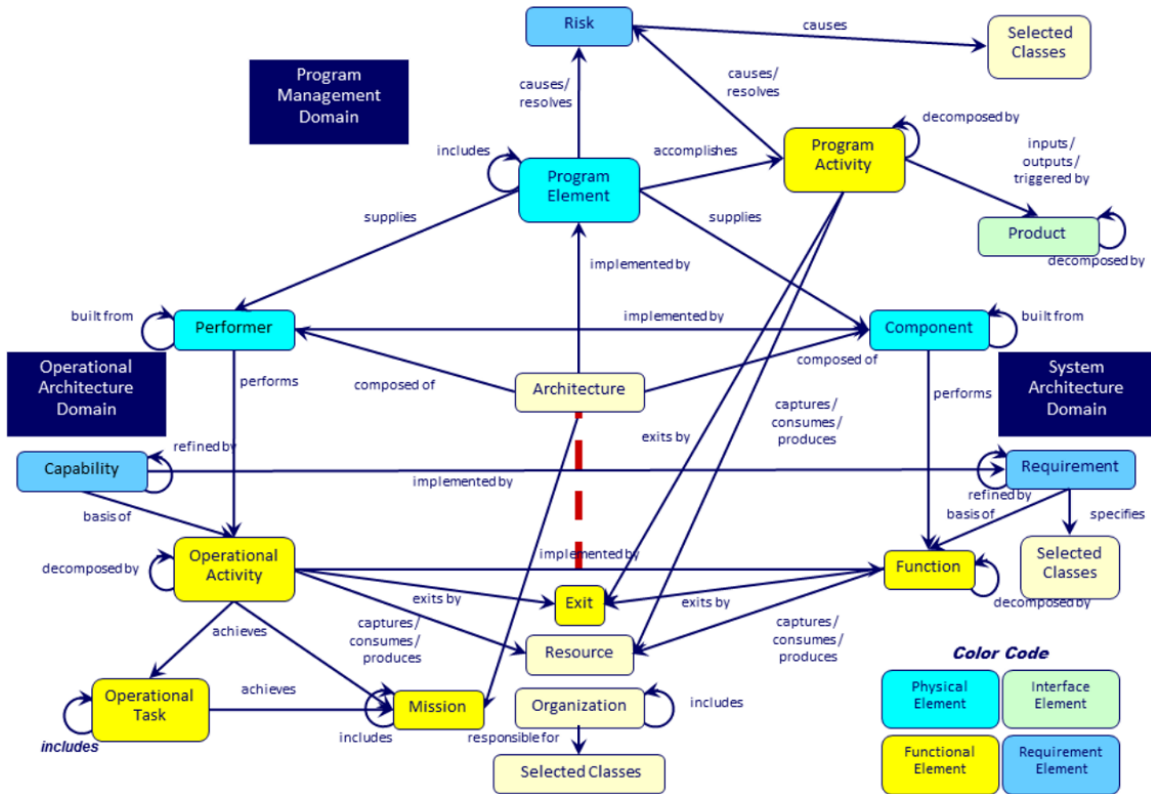 Risk
causes
Selected
Classes
Program
Management
Domain
causes/
resolves
causes/
resolves
decomposed by
includes
Program
Element
accomplishes
Program
Activity
inputs/
outputs/
triggered by
supplies
supplies
Product
decomposed by
implemented by
built from
Performer
implemented by
Component
built from
Operational
Architecture
Domain
performs
composed of
Architecture
composed of
performs
System
Architecture
Domain
captures/
consumes/
produces
exits by
refined by
Capability
implemented by
Requirement
refined by
basis of
basis of
specifies
decomposed by
Operational
Activity
implemented by
Function
Selected
Classes
exits by
Exit
exits by
decomposed by
achieves
captures/
consumes/
produces
Resource
captures/
consumes/
produces
Color Code
Operational
Task
achieves
Mission
Organization
includes
Physical
Element
Interface
Element
includes
includes
responsible for
Selected Classes
Functional
Element
Requirement
Element